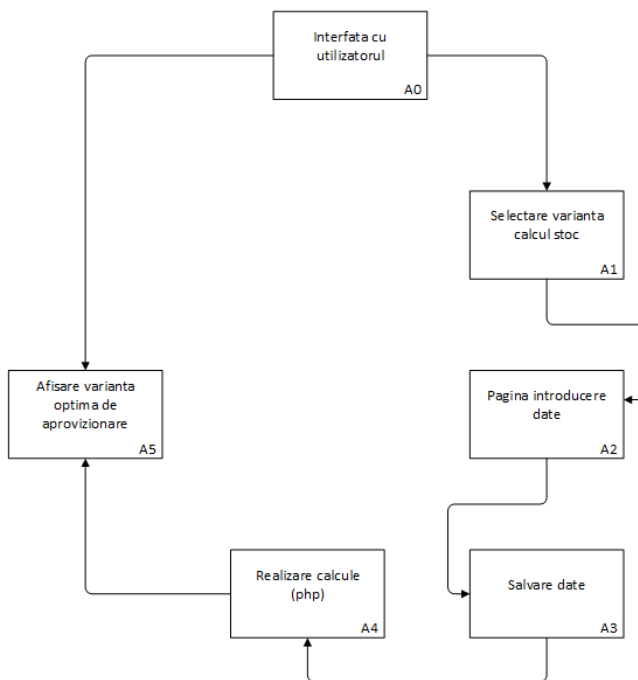 Interfata cu
utilizatorul
A0
Selectare varianta
calcul stoc
A1
Afisare varianta
optima de
aprovizionare
A5
Pagina introducere
date
A2
Realizare calcule
(php)
A4
Salvare date
A3